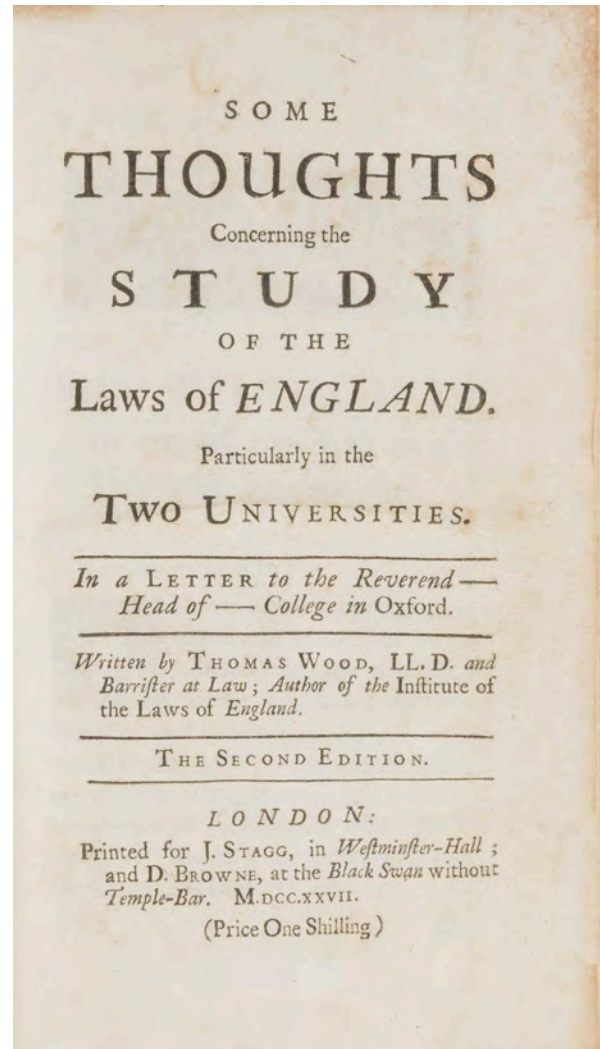 SOME
THOUGHTS
Concerning the
STUDY
OF THE
Laws of ENGLAND.
Particularly in the
TWO UNIVERSITIES.
In a LETTER to the Reverend——
Head of —— College in Oxford.
Written by THOMAS WOOD, LL. D. and
Barriſter at Law; Author of the Inſtitute of
the Laws of England.
THE SECOND EDITION.
LONDON:
Printed for J. STAGG, in Weſtminſter-Hall;
and D. BROWNE, at the Black Swan without
Temple-Bar. M.DCC.XXVII.
(Price One Shilling)